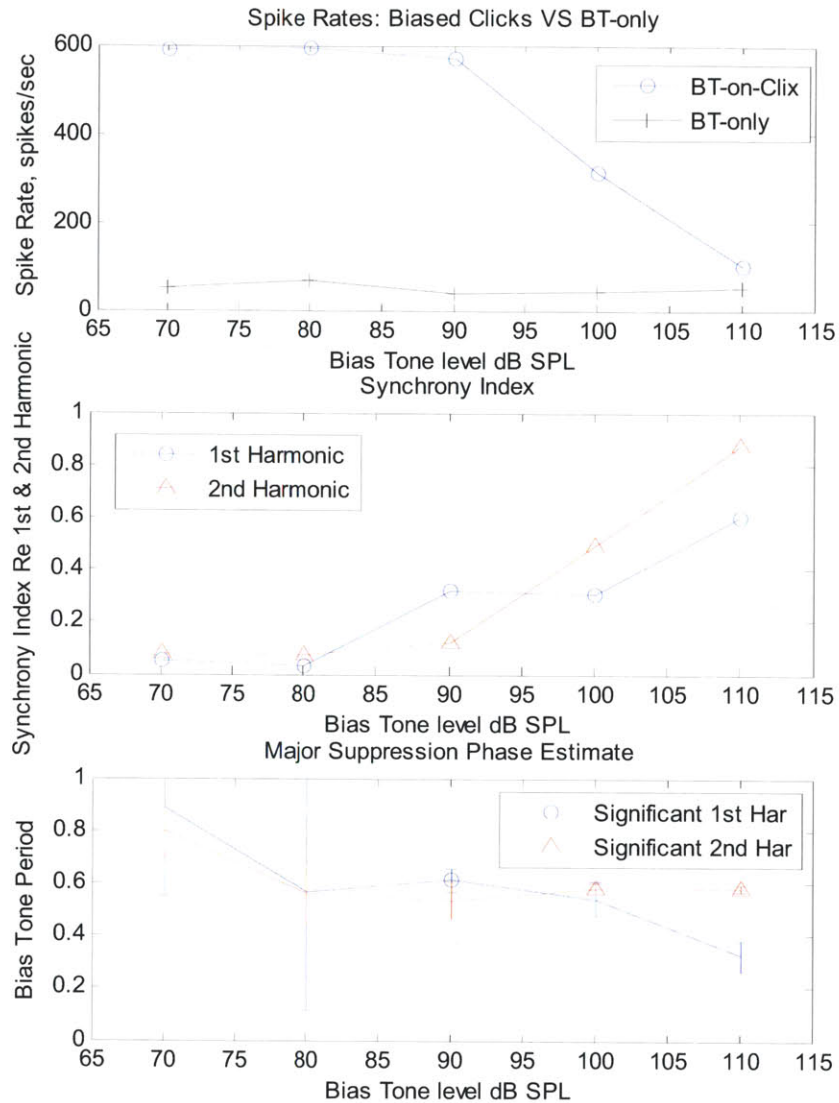 Spike Rates: Biased Clicks VS BT-only
Spike Rate, spikes/sec
600
400
200
0
BT-on-Clix
BT-only
65 70 75 80 85 90 95 100 105 110 115
Bias Tone level dB SPL
Synchrony Index
Synchrony Index Re 1st & 2nd Harmonic
1
0.8
0.6
0.4
0.2
0
1st Harmonic
2nd Harmonic
65 70 75 80 85 90 95 100 105 110 115
Bias Tone level dB SPL
Major Suppression Phase Estimate
Bias Tone Period
1
0.8
0.6
0.4
0.2
0
Significant 1st Har
Significant 2nd Har
65 70 75 80 85 90 95 100 105 110 115
Bias Tone level dB SPL